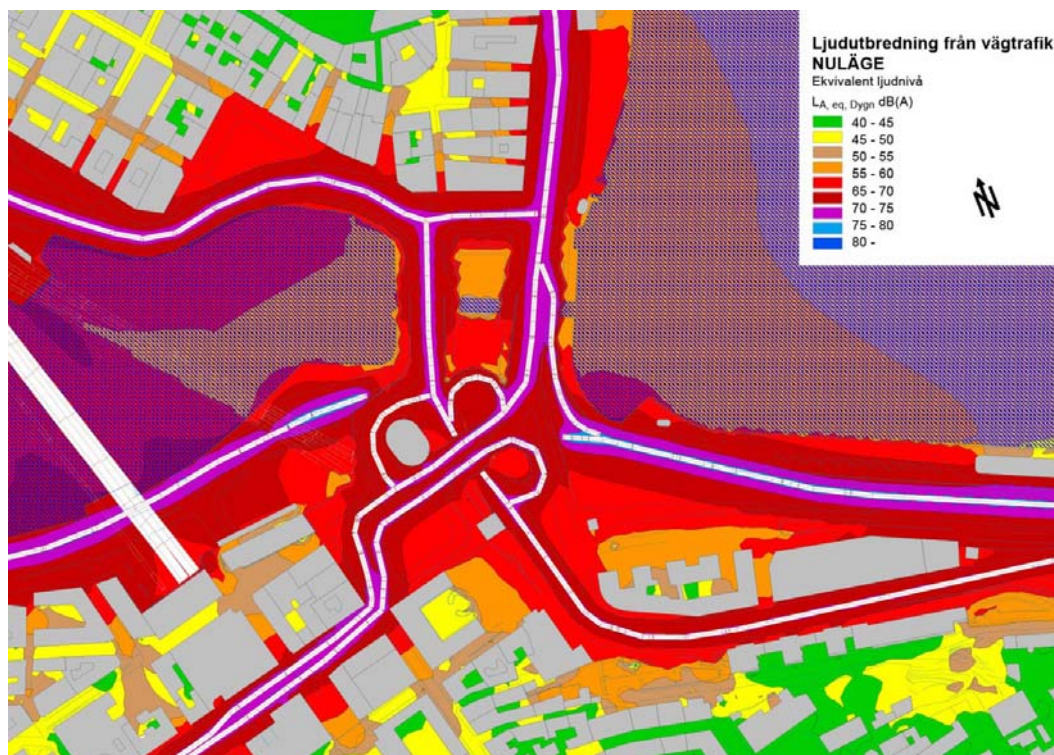 Ljudutbredning från vägtrafik
NULÄGE
Ekvivalent ljudnivå
LA, eq, Dygn dB(A)
40 - 45
45 - 50
50 - 55
55 - 60
65 - 70
70 - 75
75 - 80
80 -
N